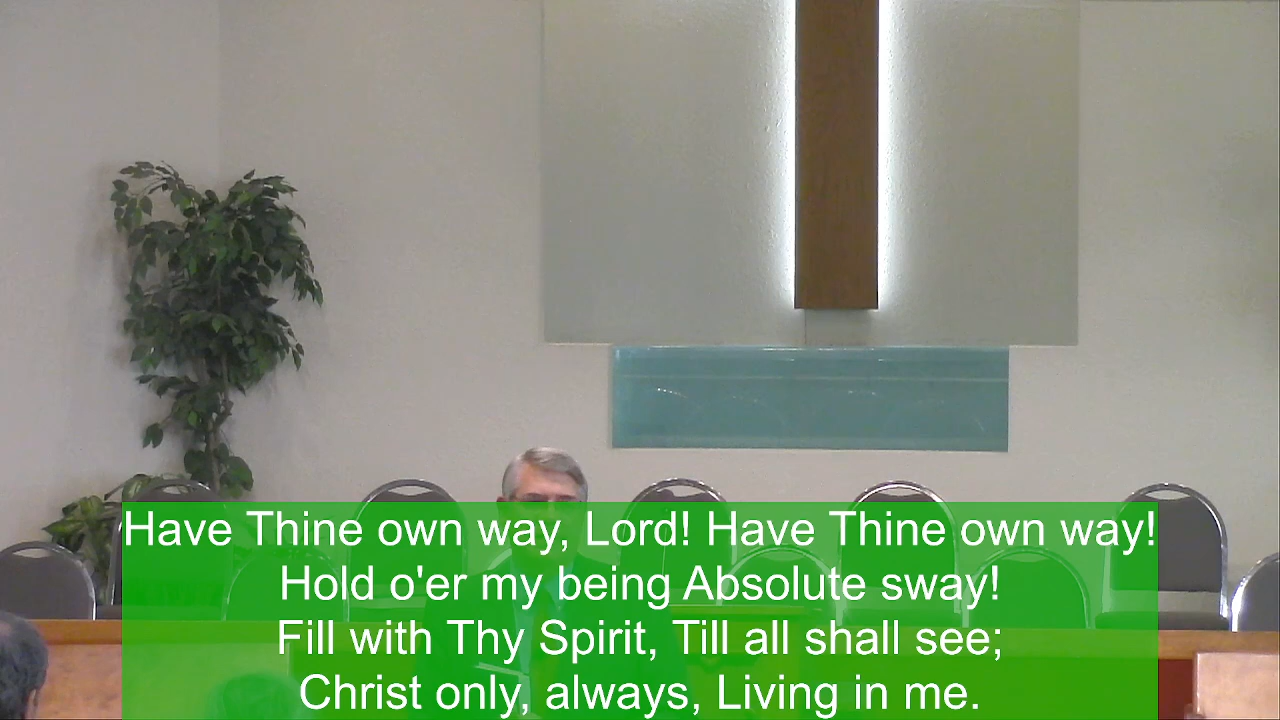 Have Thine own way, Lord! Have Thine own way!
Hold o'er my being Absolute sway!
Fill with Thy Spirit, Till all shall see;
Christ only, always, Living in me.